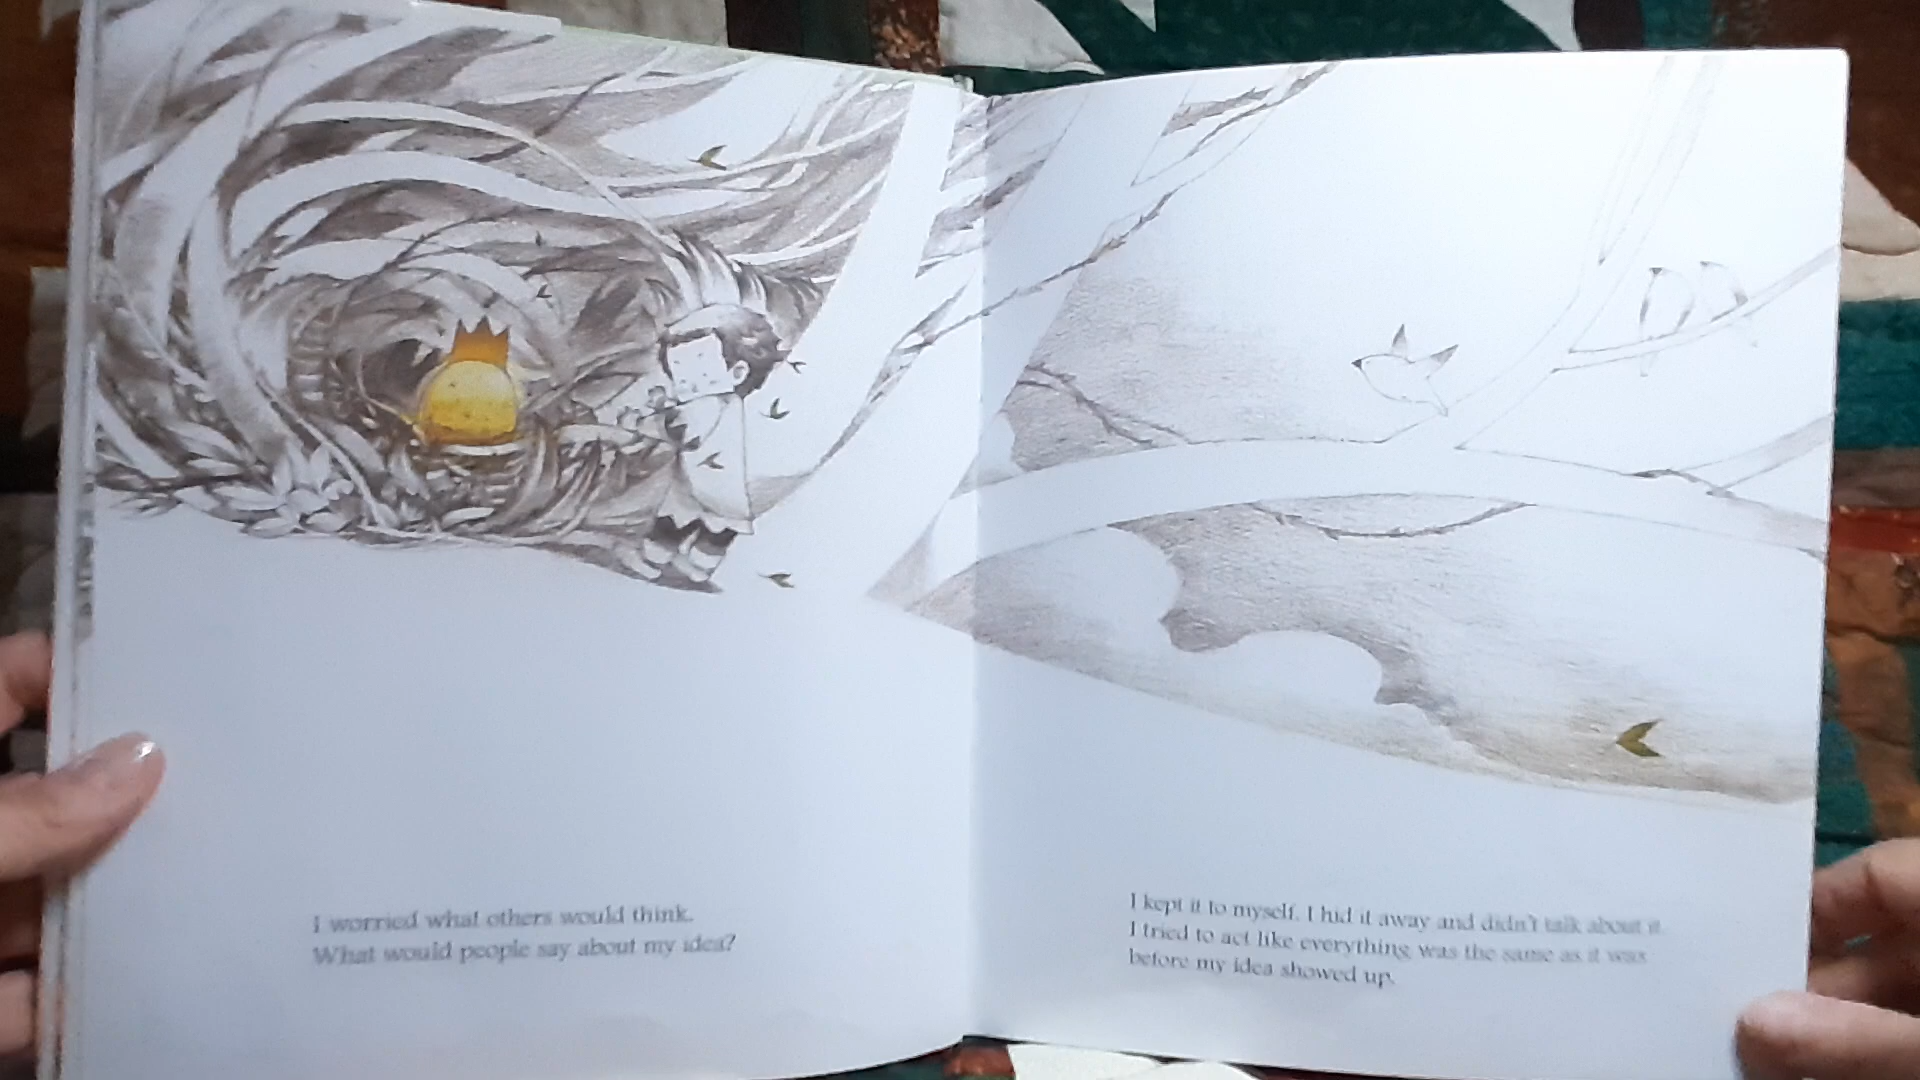 I worried what others would think.
What would people say about my idea?
I kept it to myself. I hid it away and didn't talk about it.
I tried to act like everything was the same as it was
before my idea showed up.